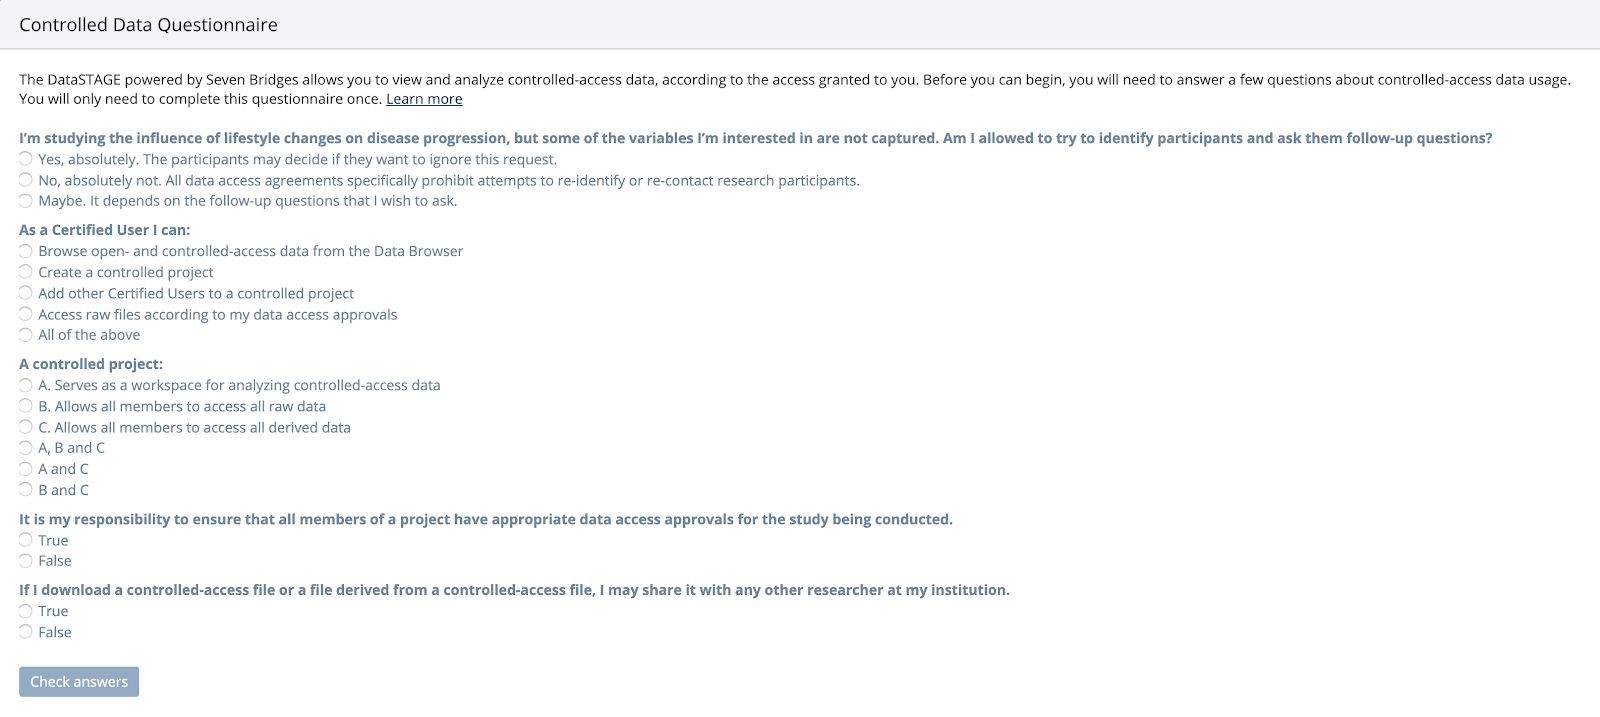 Controlled Data Questionnaire
The DataSTAGE powered by Seven Bridges allows you to view and analyze controlled-access data, according to the access granted to you. Before you can begin, you will need to answer a few questions about controlled-access data usage.
You will only need to complete this questionnaire once. Learn more
I’m studying the influence of lifestyle changes on disease progression, but some of the variables I’m interested in are not captured. Am I allowed to try to identify participants and ask them follow-up questions?
Yes, absolutely. The participants may decide if they want to ignore this request.
No, absolutely not. All data access agreements specifically prohibit attempts to re-identify or re-contact research participants.
Maybe. It depends on the follow-up questions that I wish to ask.
As a Certified User I can:
Browse open- and controlled-access data from the Data Browser
Create a controlled project
Add other Certified Users to a controlled project
Access raw files according to my data access approvals
All of the above
A controlled project:
A. Serves as a workspace for analyzing controlled-access data
B. Allows all members to access all raw data
C. Allows all members to access all derived data
A, B and C
A and C
B and C
It is my responsibility to ensure that all members of a project have appropriate data access approvals for the study being conducted.
True
False
If I download a controlled-access file or a file derived from a controlled-access file, I may share it with any other researcher at my institution.
True
False
Check answers